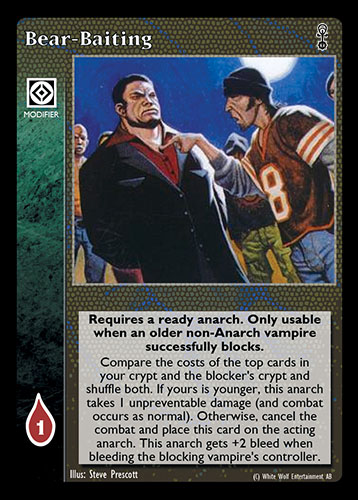 Bear-Baiting
MODIFIER
8
Requires a ready anarch. Only usable
when an older non-Anarch vampire
successfully blocks.
Compare the costs of the top cards in
your crypt and the blocker's crypt and
shuffle both. If yours is younger, this anarch
takes 1 unpreventable damage (and combat
occurs as normal). Otherwise, cancel the
combat and place this card on the acting
anarch. This anarch gets +2 bleed when
bleeding the blocking vampire's controller.
1
Illus: Steve Prescott
(C) White Wolf Entertainment AB